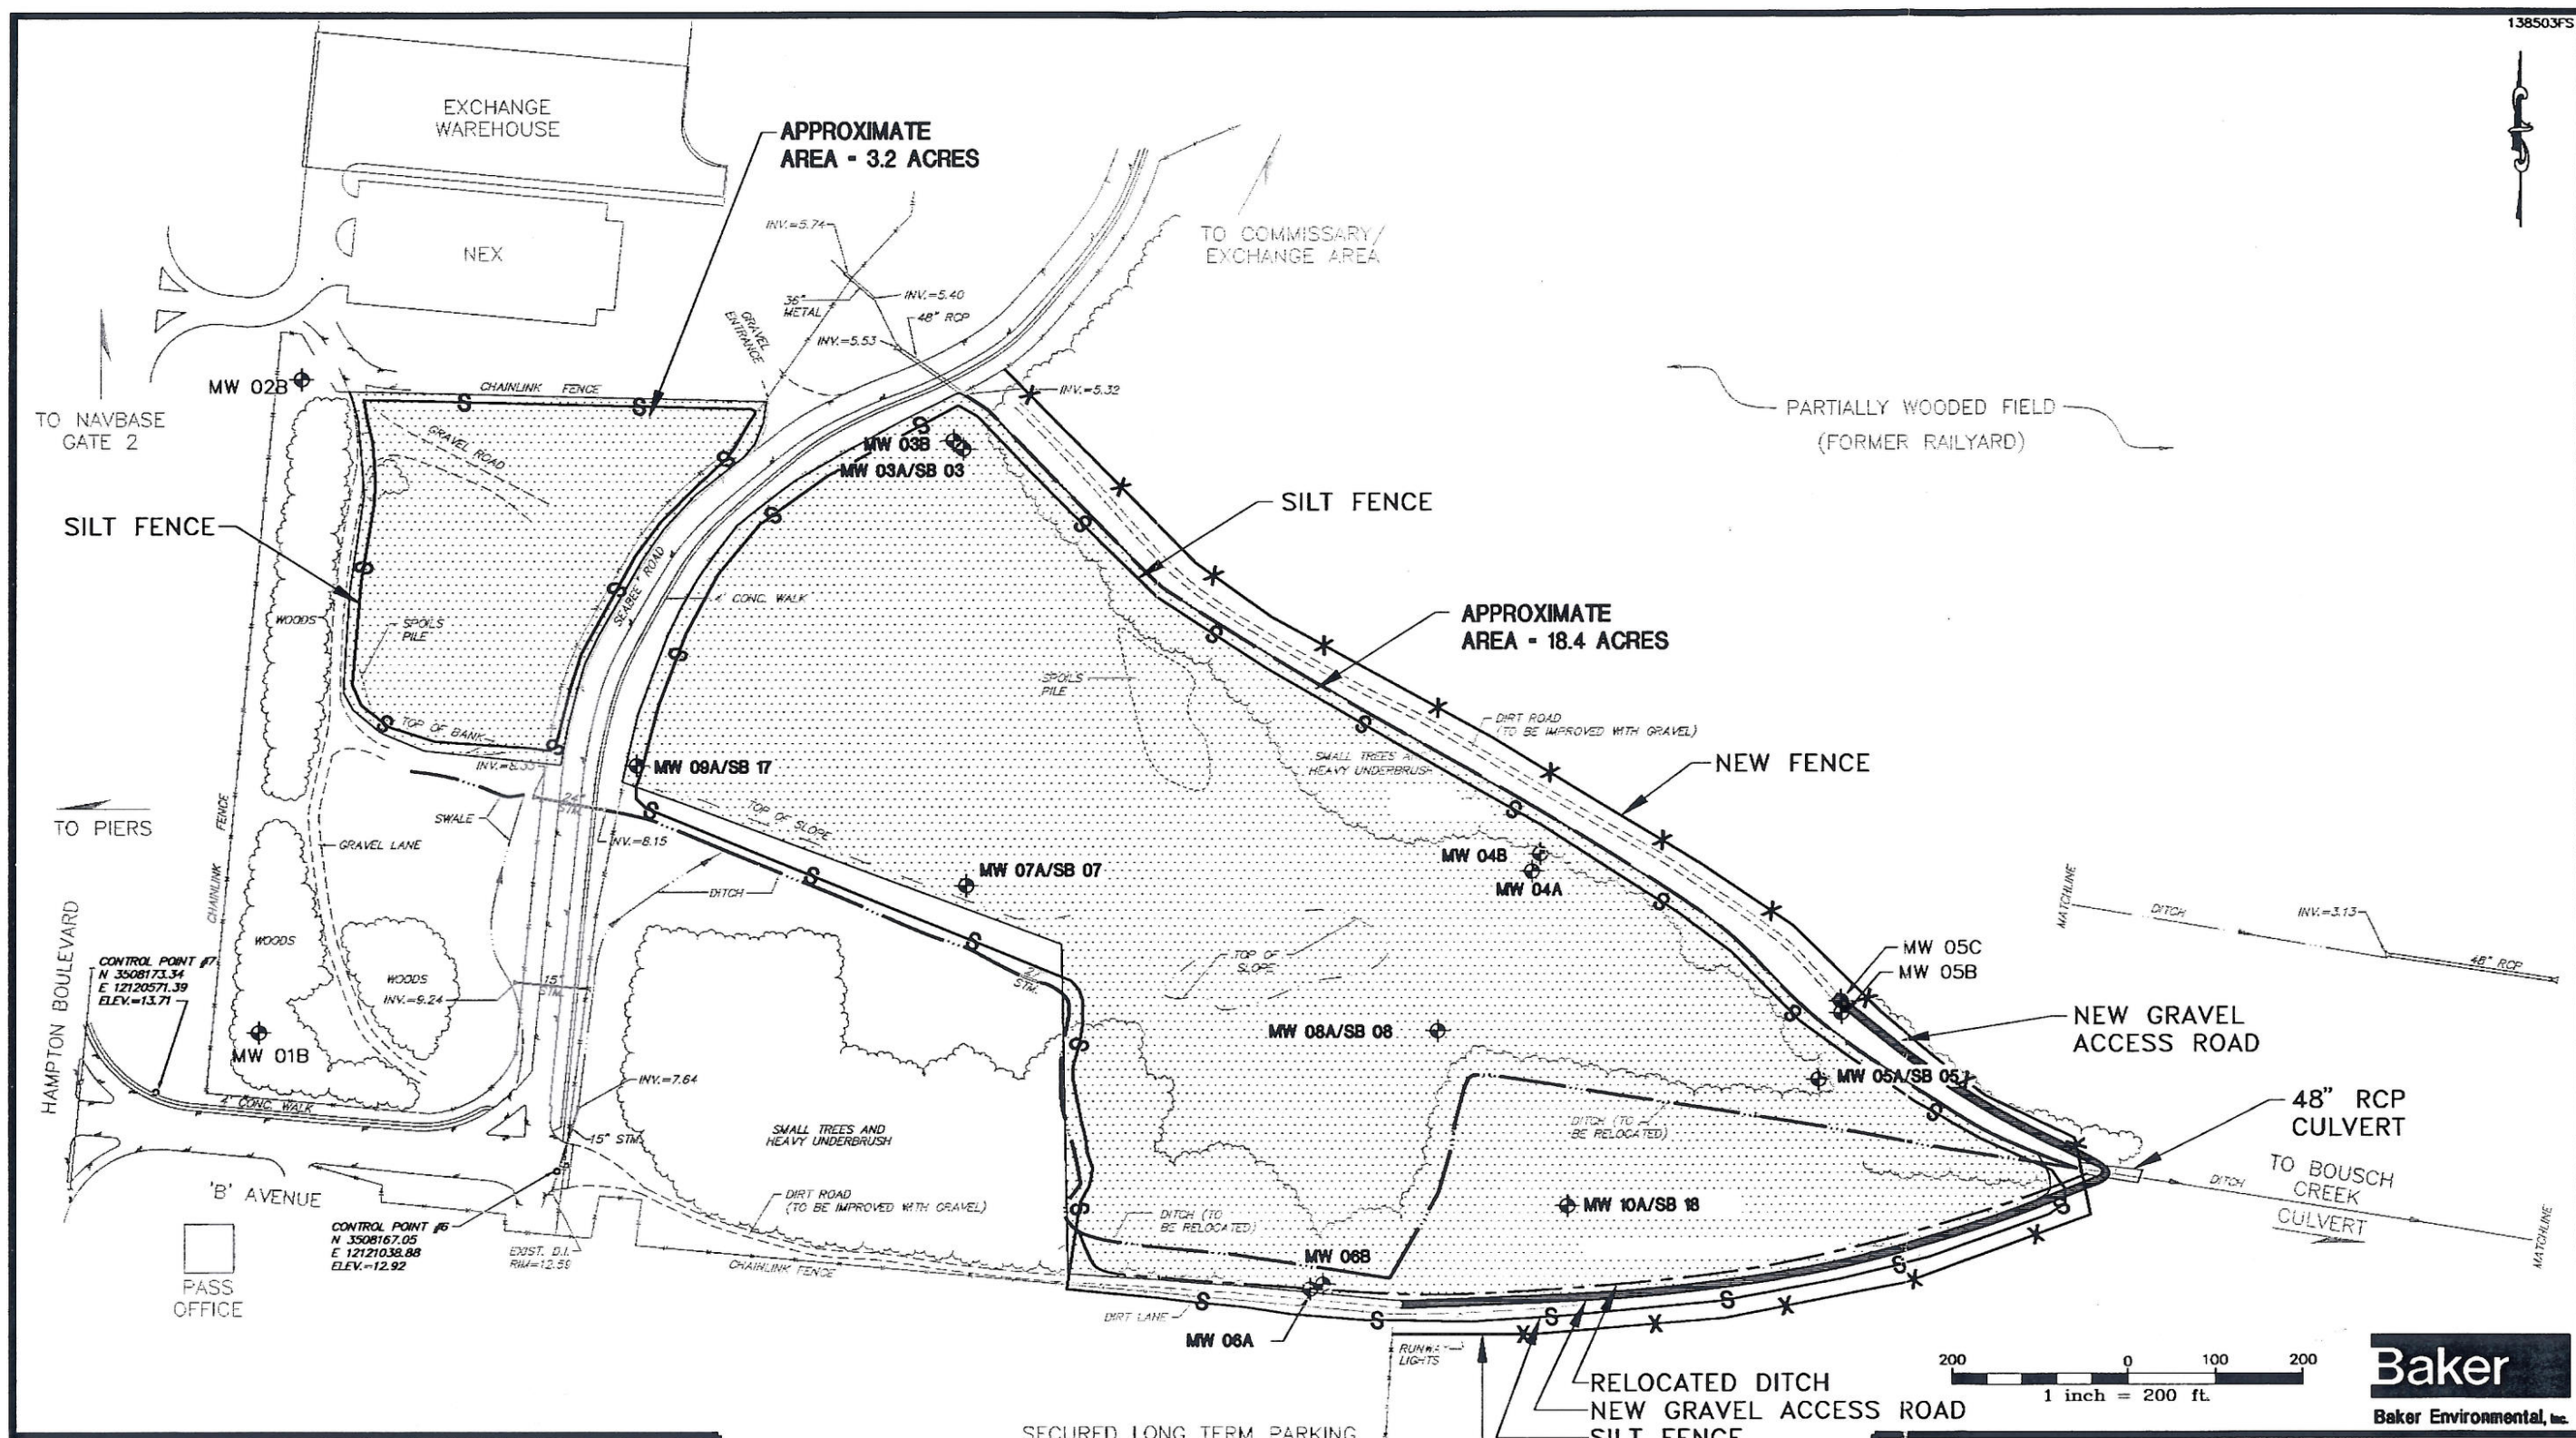 138503FS
EXCHANGE
WAREHOUSE
APPROXIMATE
AREA - 3.2 ACRES
NEX
INV.=5.74
TO COMMISSARY/
EXCHANGE AREA
36"
METAL
INV.=5.40
48" RCP
GRAVEL
ENTRANCE
INV.=5.53
INV.=5.32
MW 02B
CHAINLINK FENCE
TO NAVBASE
GATE 2
PARTIALLY WOODED FIELD
(FORMER RAILYARD)
GRAVEL ROAD
MW 03B
MW 03A/SB 03
SILT FENCE
SILT FENCE
SEABEE ROAD
4' CONC. WALK
WOODS
SPOILS
PILE
APPROXIMATE
AREA - 18.4 ACRES
SPOILS
PILE
DIRT ROAD
(TO BE IMPROVED WITH GRAVEL)
TOP OF BANK
SMALL TREES
HEAVY UNDERBRUSH
NEW FENCE
MW 09A/SB 17
24"
STM.
TO PIERS
SWALE
TOP OF SLOPE
FENCE
CHAINLINK
GRAVEL LANE
INV.=8.15
MW 07A/SB 07
DITCH
MW 04B
MW 04A
MATCHLINE
DITCH
INV.=3.13
48" RCP
WOODS
WOODS
HAMPTON BOULEVARD
CONTROL POINT #7
N 3508173.34
E 12120571.39
ELEV.=13.71
INV.=9.24
15"
STM.
TOP OF
SLOPE
STM.
MW 05C
MW 05B
NEW GRAVEL
ACCESS ROAD
MW 01B
MW 08A/SB 08
MW 05A/SB 05
INV.=7.64
4' CONC. WALK
15" STM.
SMALL TREES AND
HEAVY UNDERBRUSH
DITCH (TO
BE RELOCATED)
48" RCP
CULVERT
TO BOUSCH
CREEK
CULVERT
DITCH
MATCHLINE
'B' AVENUE
DIRT ROAD
(TO BE IMPROVED WITH GRAVEL)
DITCH (TO
BE RELOCATED)
MW 10A/SB 18
CONTROL POINT #6
N 3508167.05
E 12121038.88
ELEV.=12.92
EXIST. D.I.
RIM=12.59
CHAINLINK FENCE
MW 06B
PASS
OFFICE
DIRT LANE
MW 06A
RUNWAY
LIGHTS
RELOCATED DITCH
NEW GRAVEL ACCESS ROAD
SILT FENCE
SECURED LONG TERM PARKING
200 0 100 200
1 inch = 200 ft.
Baker
Baker Environmental, Inc.